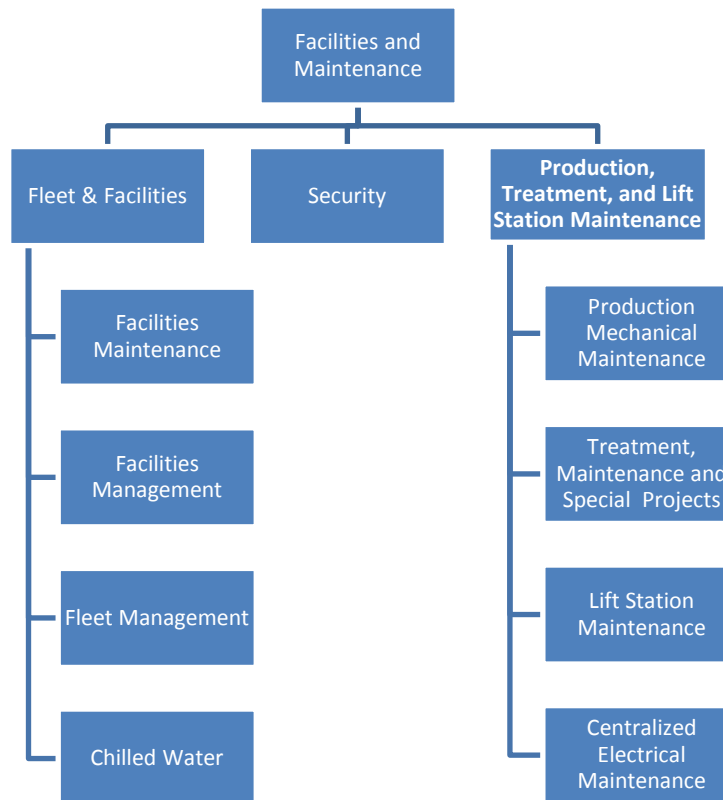 Facilities and
Maintenance
Fleet & Facilities
Security
Production,
Treatment, and Lift
Station Maintenance
Facilities
Maintenance
Facilities
Management
Fleet Management
Chilled Water
Production
Mechanical
Maintenance
Treatment,
Maintenance and
Special Projects
Lift Station
Maintenance
Centralized
Electrical
Maintenance